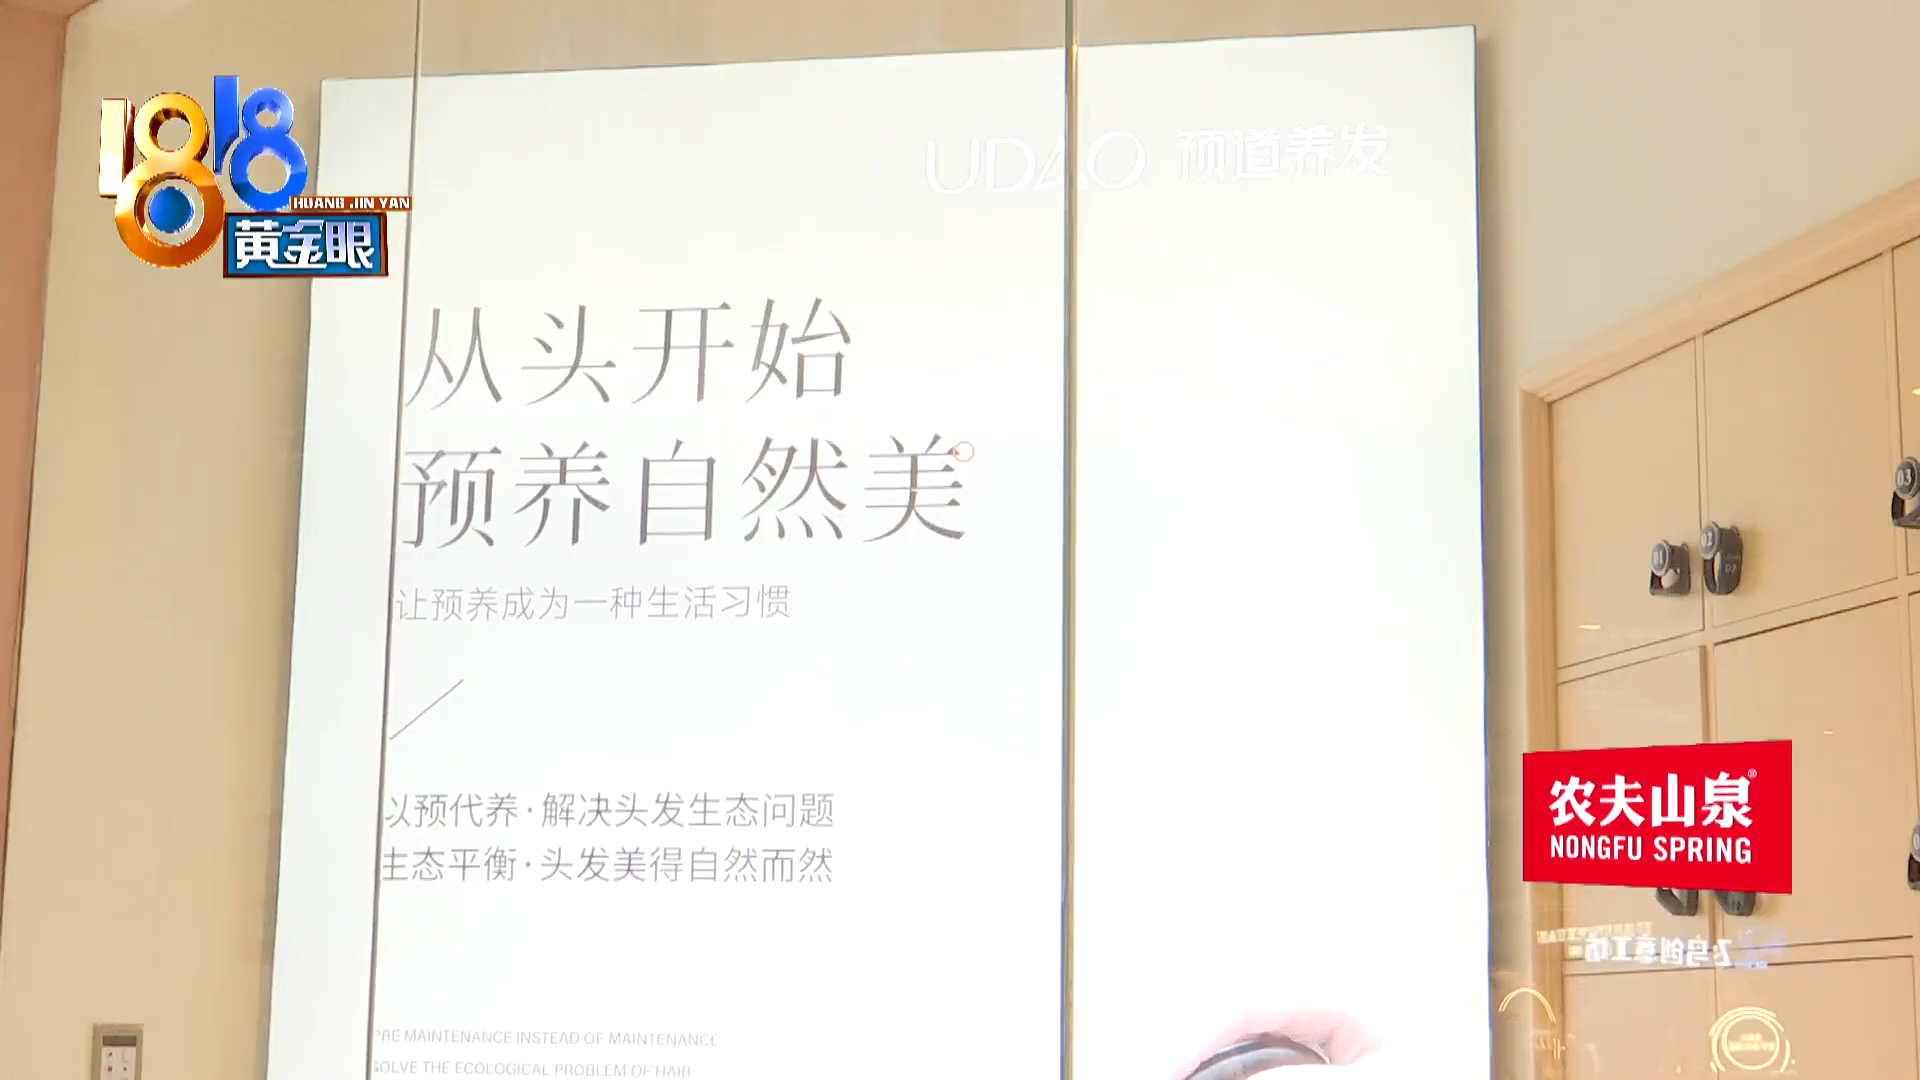 1818
HUANG JIN YAN
黄金眼
UDAO 预道养发
从头开始
预养自然美
让预养成为一种生活习惯
以预代养·解决头发生态问题
生态平衡·头发美得自然而然
PRE MAINTENANCE INSTEAD OF MAINTENANCE
SOLVE THE ECOLOGICAL PROBLEM OF HAIR
01
02
03
农夫山泉®
NONGFU SPRING